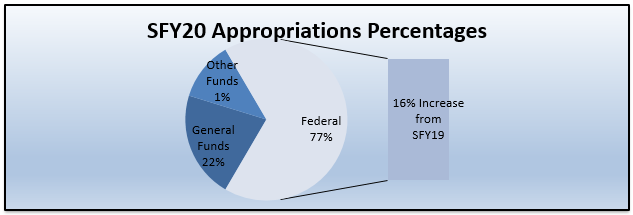 SFY20 Appropriations Percentages
Other
Funds
1%
General
Funds
22%
Federal
77%
16% Increase
from
SFY19